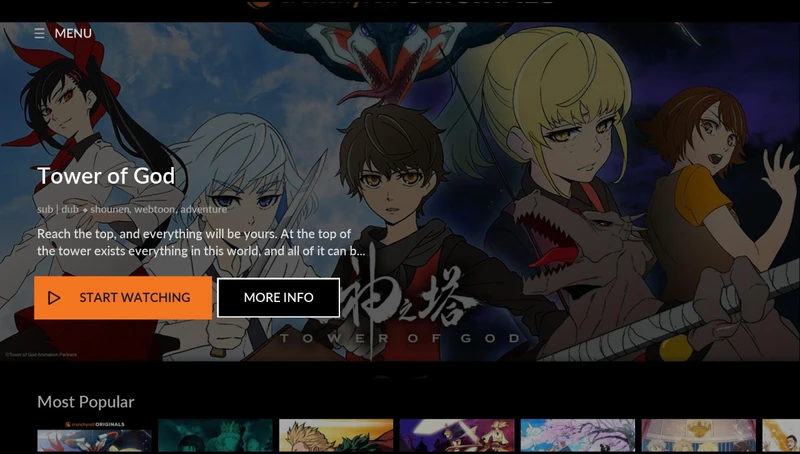 crunchyroll ORIGINALS
☰ MENU
Tower of God
sub | dub ◆ shounen, webtoon, adventure
Reach the top, and everything will be yours. At the top of
the tower exists everything in this world, and all of it can b...
START WATCHING
MORE INFO
神之塔
TOWER OF GOD
©Tower of God Animation Partners
Most Popular
crunchyroll ORIGINALS